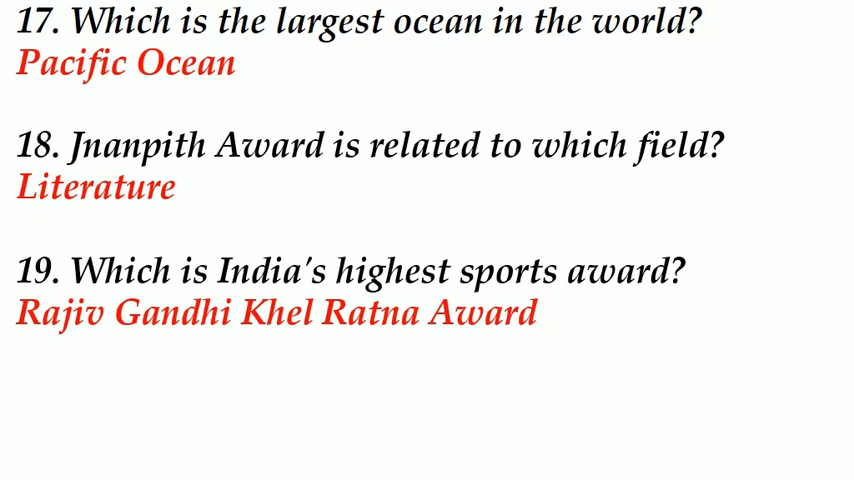 17. Which is the largest ocean in the world?
Pacific Ocean
18. Jnanpith Award is related to which field?
Literature
19. Which is India's highest sports award?
Rajiv Gandhi Khel Ratna Award